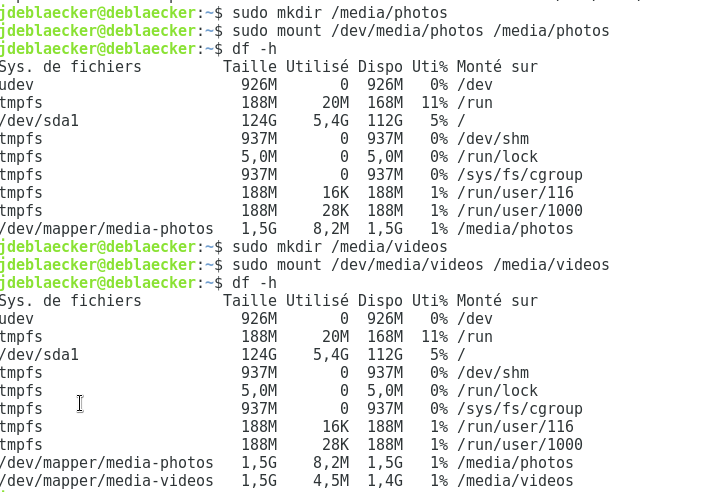 jdeblaecker@deblaecker:~$ sudo mkdir /media/photos
jdeblaecker@deblaecker:~$ sudo mount /dev/media/photos /media/photos
jdeblaecker@deblaecker:~$ df -h
Sys. de fichiers            Taille Utilisé Dispo Uti% Monté sur
udev                          926M       0  926M   0% /dev
tmpfs                         188M     20M  168M  11% /run
/dev/sda1                     124G    5,4G  112G   5% /
tmpfs                         937M       0  937M   0% /dev/shm
tmpfs                         5,0M       0  5,0M   0% /run/lock
tmpfs                         937M       0  937M   0% /sys/fs/cgroup
tmpfs                         188M     16K  188M   1% /run/user/116
tmpfs                         188M     28K  188M   1% /run/user/1000
/dev/mapper/media-photos      1,5G    8,2M  1,5G   1% /media/photos
jdeblaecker@deblaecker:~$ sudo mkdir /media/videos
jdeblaecker@deblaecker:~$ sudo mount /dev/media/videos /media/videos
jdeblaecker@deblaecker:~$ df -h
Sys. de fichiers            Taille Utilisé Dispo Uti% Monté sur
udev                          926M       0  926M   0% /dev
tmpfs                         188M     20M  168M  11% /run
/dev/sda1                     124G    5,4G  112G   5% /
tmpfs                         937M       0  937M   0% /dev/shm
tmpfs                         5,0M       0  5,0M   0% /run/lock
tmpfs                         937M       0  937M   0% /sys/fs/cgroup
tmpfs                         188M     16K  188M   1% /run/user/116
tmpfs                         188M     28K  188M   1% /run/user/1000
/dev/mapper/media-photos      1,5G    8,2M  1,5G   1% /media/photos
/dev/mapper/media-videos      1,5G    4,5M  1,4G   1% /media/videos